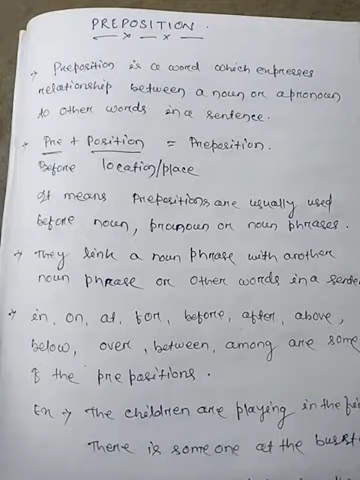 PREPOSITION.
→ Preposition is a word which expresses
relationship between a noun or a pronoun
to other words in a sentence.
→ Pre + Position = Preposition.
Before location/place
It means Prepositions are usually used
before noun, pronoun or noun phrases.
→ They link a noun phrase with another
noun phrase or other words in a sente
→ in, on, at, for, before, after, above,
below, over, between, among are some
of the prepositions.
Ex → The children are playing in the
There is someone at the